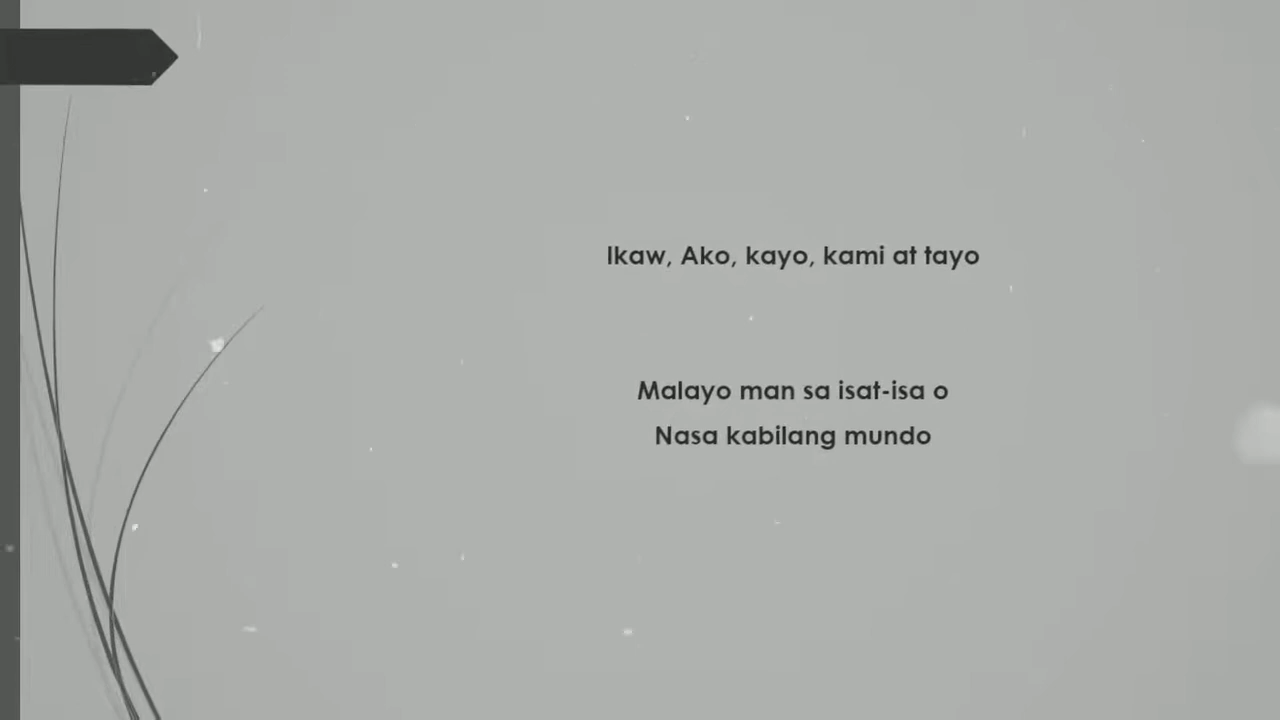 Ikaw, Ako, kayo, kami at tayo
Malayo man sa isat-isa o
Nasa kabilang mundo